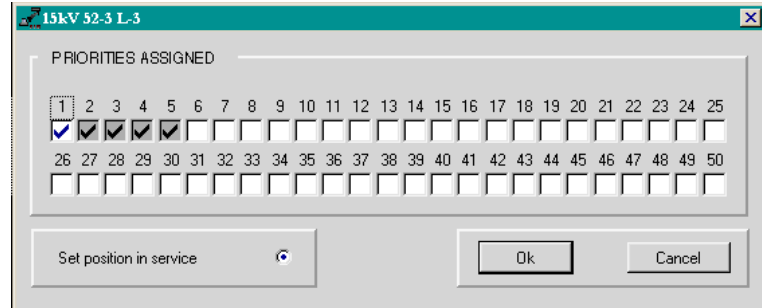 15kV 52-3 L-3
PRIORITIES ASSIGNED
1 2 3 4 5 6 7 8 9 10 11 12 13 14 15 16 17 18 19 20 21 22 23 24 25
26 27 28 29 30 31 32 33 34 35 36 37 38 39 40 41 42 43 44 45 46 47 48 49 50
Set position in service
Ok Cancel